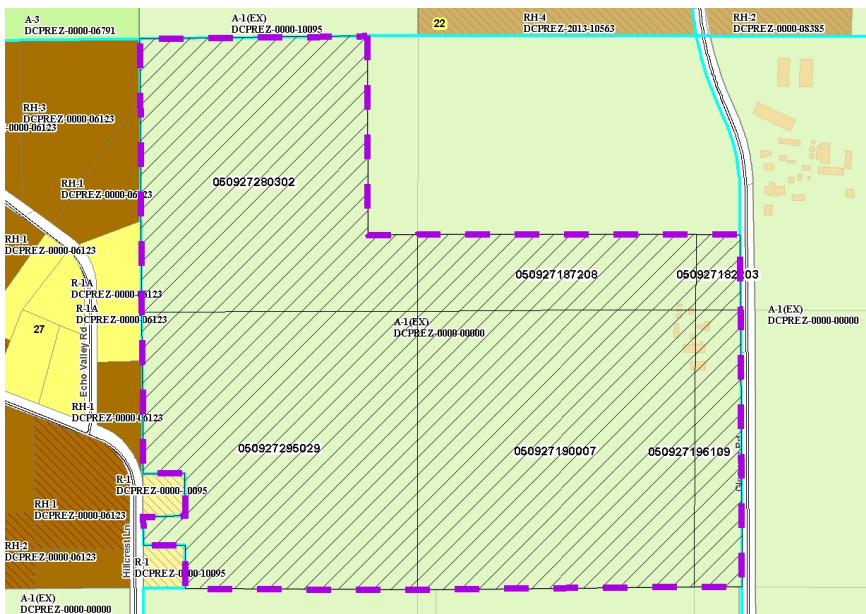 A-3
DCPREZ-0000-06791
A-1(EX)
DCPREZ-0000-10095
22
RH-4
DCPREZ-2013-10563
RH-2
DCPREZ-0000-08385
RH-3
DCPREZ-0000-06123
-0000-06123
RH-1
DCPREZ-0000-06123
050927280302
RH-1
DCPREZ-0000-06123
050927187208
050927182203
R-1A
DCPREZ-0000-06123
R-1A
DCPREZ-0000-06123
27
A-1(EX)
DCPREZ-0000-00000
A-1(EX)
DCPREZ-0000-00000
Echo Valley Rd
RH-1
DCPREZ-0000-06123
050927295029
050927190007
050927196109
R-1
DCPREZ-0000-10095
RH-1
DCPREZ-0000-06123
Hillcrest Ln
RH-2
DCPREZ-0000-06123
R-1
DCPREZ-0000-10095
A-1(EX)
DCPREZ-0000-00000